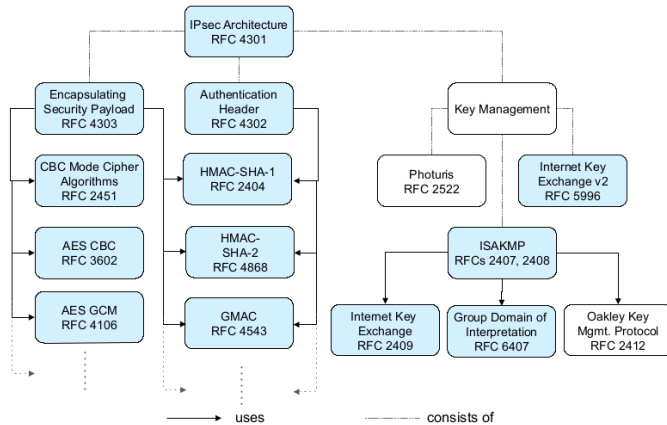 IPsec Architecture
RFC 4301
Encapsulating
Security Payload
RFC 4303
Authentication
Header
RFC 4302
Key Management
CBC Mode Cipher
Algorithms
RFC 2451
HMAC-SHA-1
RFC 2404
Photuris
RFC 2522
Internet Key
Exchange v2
RFC 5996
AES CBC
RFC 3602
HMAC-
SHA-2
RFC 4868
ISAKMP
RFCs 2407, 2408
AES GCM
RFC 4106
GMAC
RFC 4543
Internet Key
Exchange
RFC 2409
Group Domain of
Interpretation
RFC 6407
Oakley Key
Mgmt. Protocol
RFC 2412
uses
consists of